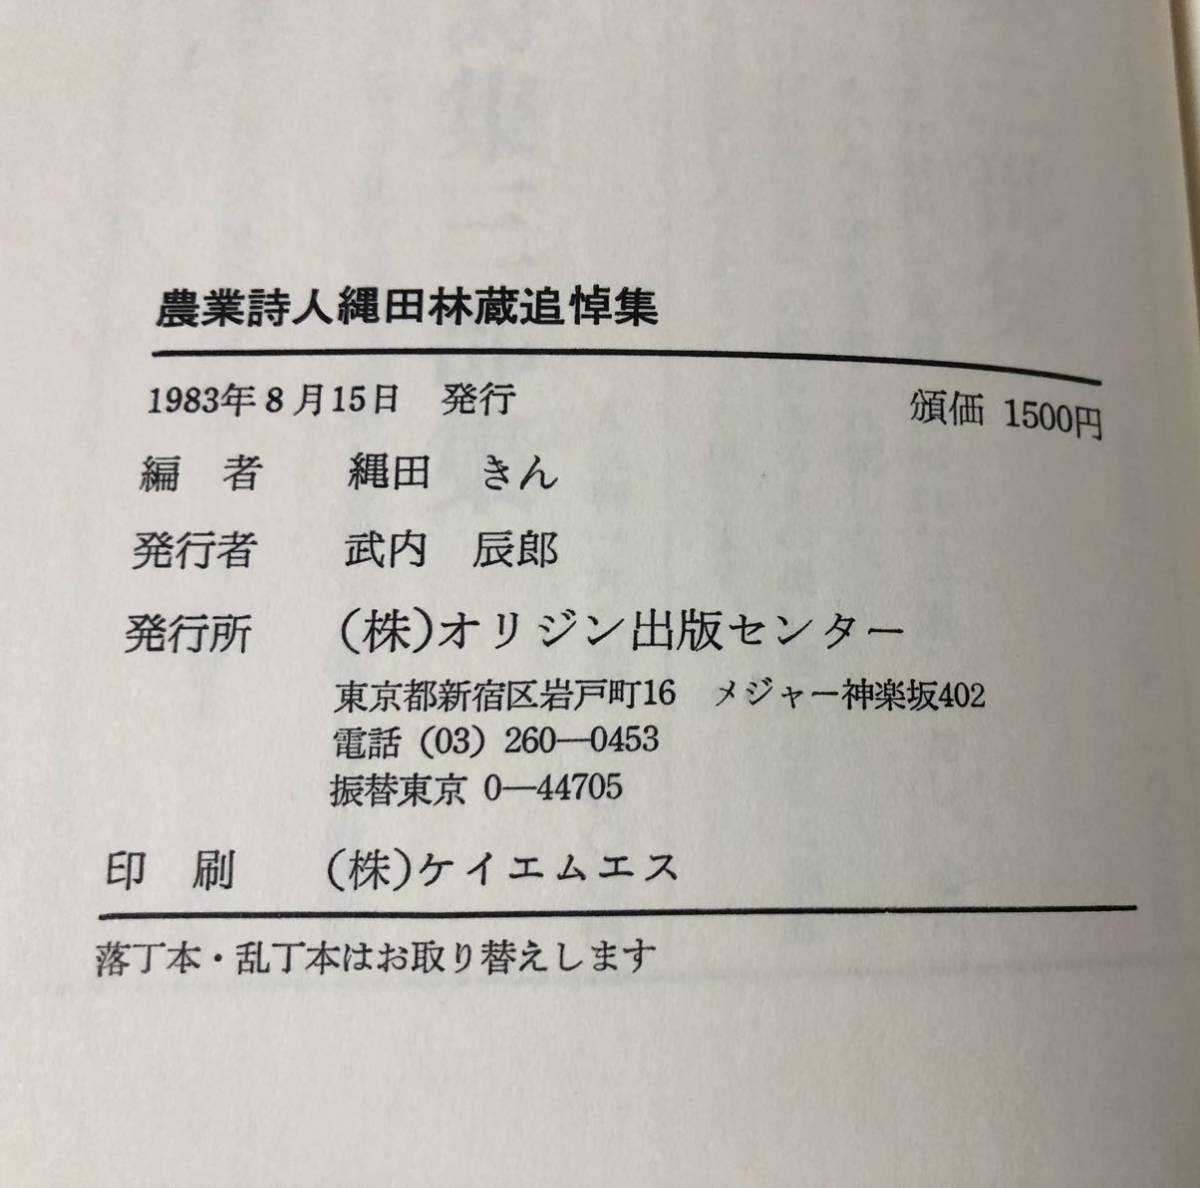 農業詩人縄田林蔵追悼集
1983年8月15日　発行　頒価 1500円
編　者　縄田　きん
発行者　武内　辰郎
発行所　(株)オリジン出版センター
東京都新宿区岩戸町16　メジャー神楽坂402
電話 (03) 260―0453
振替東京 0―44705
印　刷　(株)ケイエムエス
落丁本・乱丁本はお取り替えします